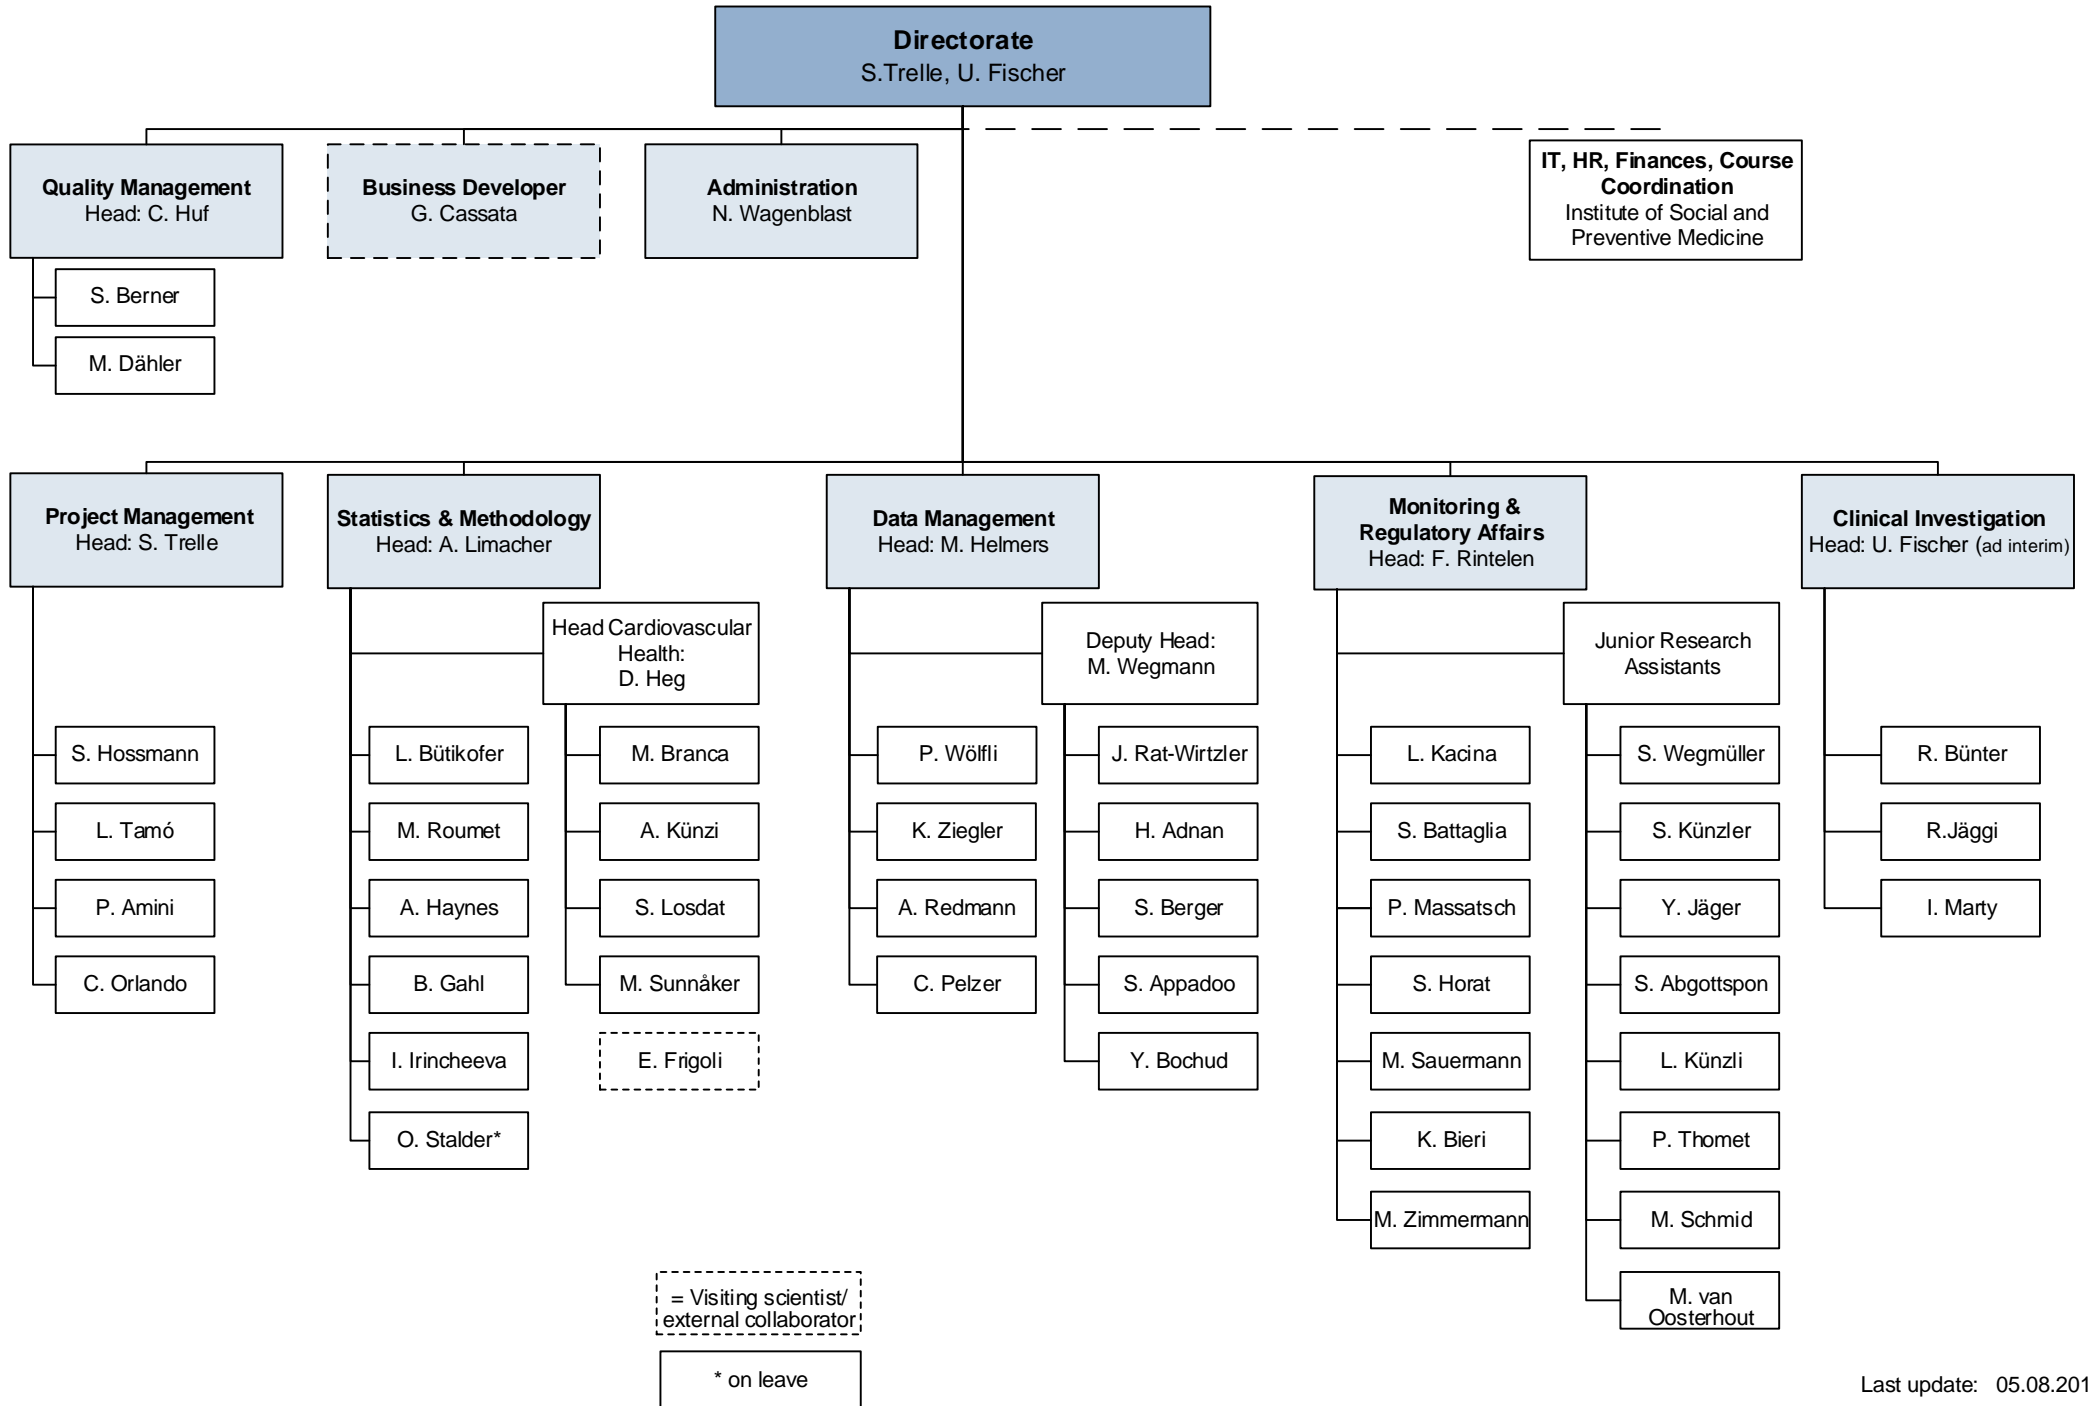 Directorate
S.Trelle, U. Fischer
Quality Management
Head: C. Huf
Business Developer
G. Cassata
Administration
N. Wagenblast
IT, HR, Finances, Course
Coordination
Institute of Social and
Preventive Medicine
S. Berner
M. Dähler
Project Management
Head: S. Trelle
Statistics & Methodology
Head: A. Limacher
Data Management
Head: M. Helmers
Monitoring &
Regulatory Affairs
Head: F. Rintelen
Clinical Investigation
Head: U. Fischer (ad interim)
Head Cardiovascular
Health:
D. Heg
Deputy Head:
M. Wegmann
Junior Research
Assistants
S. Hossmann
L. Tamó
P. Amini
C. Orlando
L. Bütikofer
M. Roumet
A. Haynes
B. Gahl
I. Irincheeva
O. Stalder*
M. Branca
A. Künzi
S. Losdat
M. Sunnåker
E. Frigoli
P. Wölfli
K. Ziegler
A. Redmann
C. Pelzer
J. Rat-Wirtzler
H. Adnan
S. Berger
S. Appadoo
Y. Bochud
L. Kacina
S. Battaglia
P. Massatsch
S. Horat
M. Sauermann
K. Bieri
M. Zimmermann
S. Wegmüller
S. Künzler
Y. Jäger
S. Abgottspon
L. Künzli
P. Thomet
M. Schmid
M. van
Oosterhout
R. Bünter
R.Jäggi
I. Marty
= Visiting scientist/
external collaborator
* on leave
Last update: 05.08.201